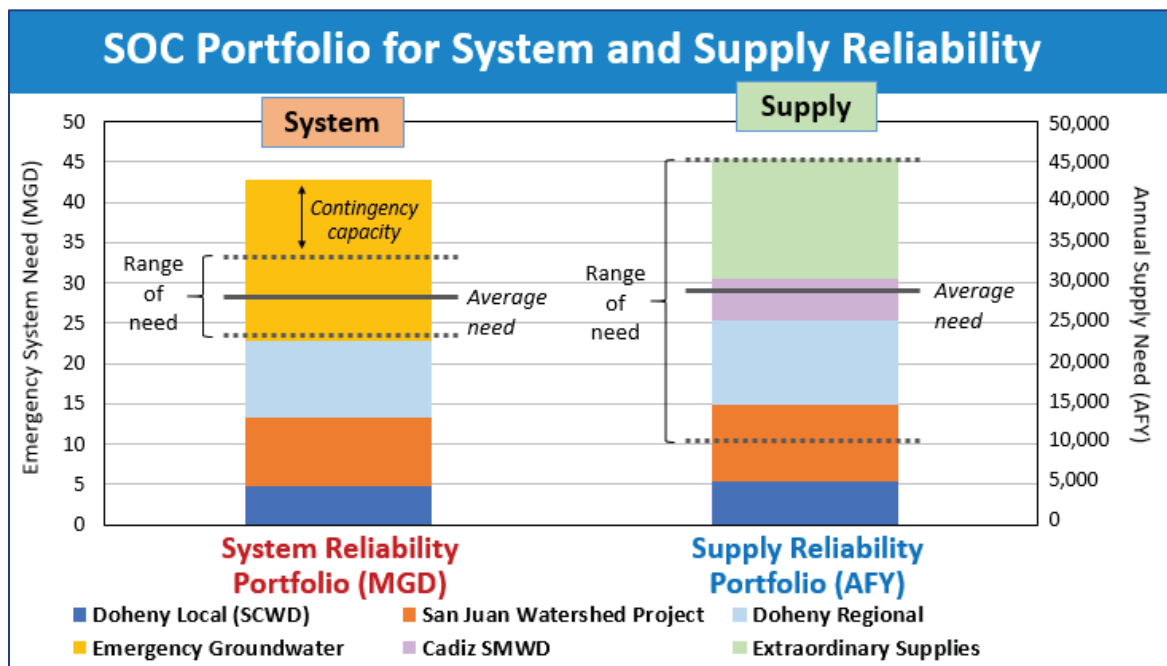 SOC Portfolio for System and Supply Reliability
System
Supply
Emergency System Need (MGD)
50
45
40
35
30
25
20
15
10
5
0
Contingency
capacity
Range
of
need
Average
need
Range
of
need
Average
need
50,000
45,000
40,000
35,000
30,000
25,000
20,000
15,000
10,000
5,000
0
Annual Supply Need (AFY)
System Reliability
Portfolio (MGD)
Supply Reliability
Portfolio (AFY)
Doheny Local (SCWD) San Juan Watershed Project Doheny Regional
Emergency Groundwater Cadiz SMWD Extraordinary Supplies